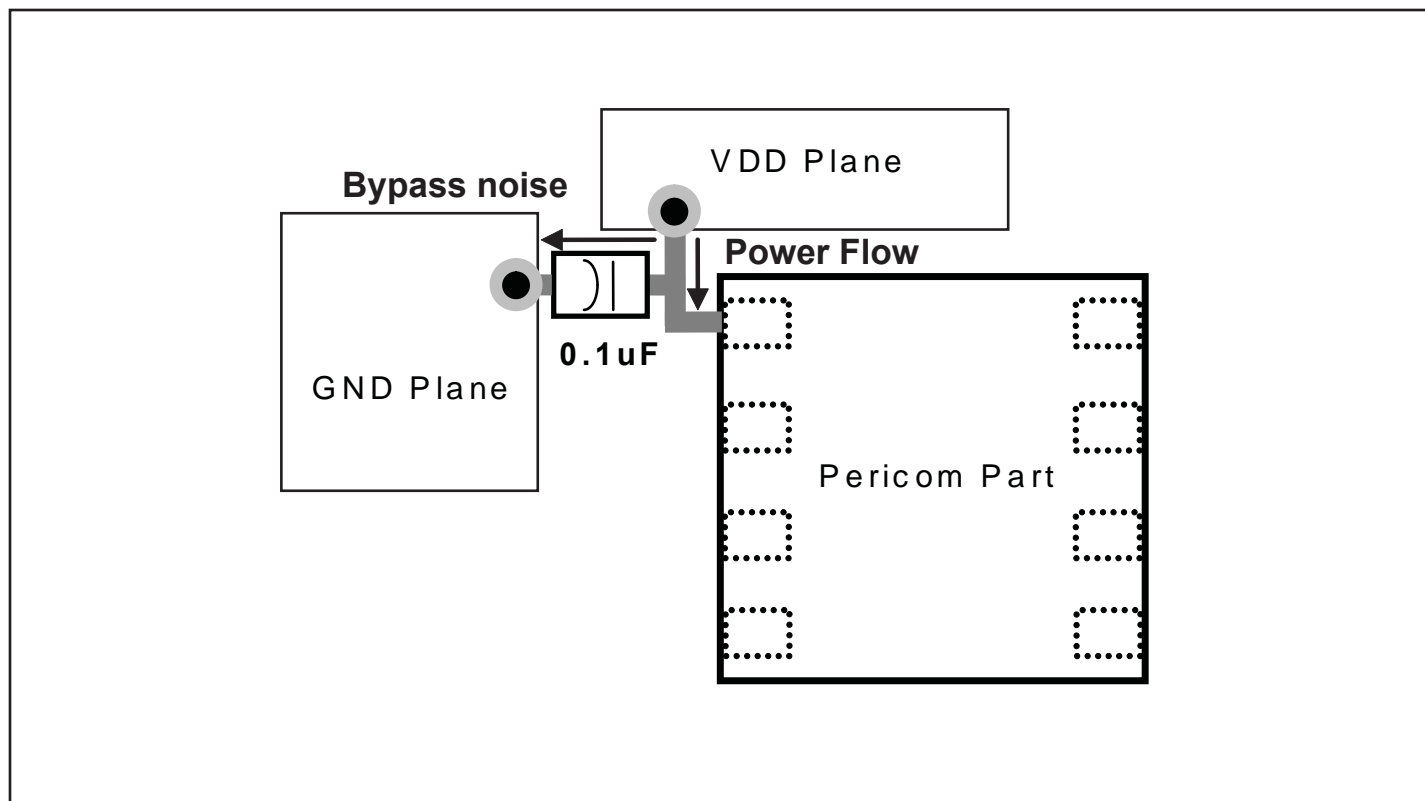 VDD Plane
Bypass noise
Power Flow
0.1uF
GND Plane
Pericom Part